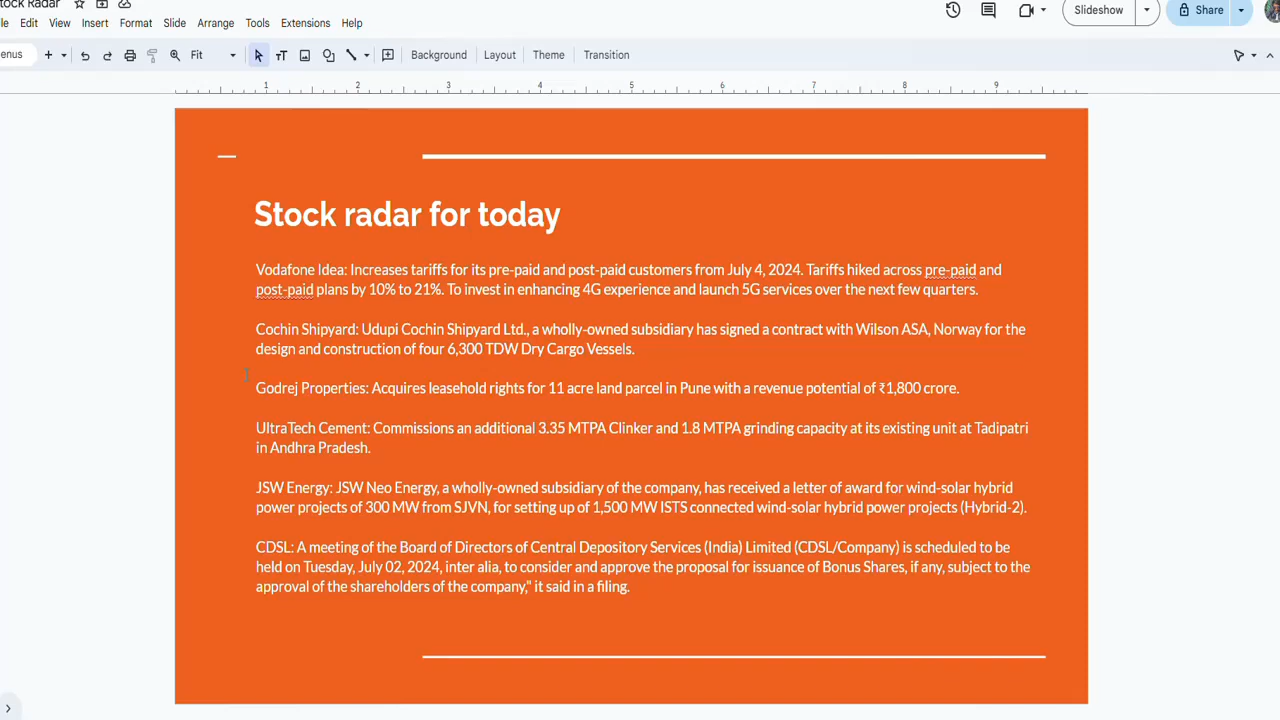 tock Radar
le Edit View Insert Format Slide Arrange Tools Extensions Help
Slideshow Share
enus Fit Background Layout Theme Transition
1 2 3 4 5 6 7 8 9
Stock radar for today
Vodafone Idea: Increases tariffs for its pre-paid and post-paid customers from July 4, 2024. Tariffs hiked across pre-paid and
post-paid plans by 10% to 21%. To invest in enhancing 4G experience and launch 5G services over the next few quarters.
Cochin Shipyard: Udupi Cochin Shipyard Ltd., a wholly-owned subsidiary has signed a contract with Wilson ASA, Norway for the
design and construction of four 6,300 TDW Dry Cargo Vessels.
Godrej Properties: Acquires leasehold rights for 11 acre land parcel in Pune with a revenue potential of ₹1,800 crore.
UltraTech Cement: Commissions an additional 3.35 MTPA Clinker and 1.8 MTPA grinding capacity at its existing unit at Tadipatri
in Andhra Pradesh.
JSW Energy: JSW Neo Energy, a wholly-owned subsidiary of the company, has received a letter of award for wind-solar hybrid
power projects of 300 MW from SJVN, for setting up of 1,500 MW ISTS connected wind-solar hybrid power projects (Hybrid-2).
CDSL: A meeting of the Board of Directors of Central Depository Services (India) Limited (CDSL/Company) is scheduled to be
held on Tuesday, July 02, 2024, inter alia, to consider and approve the proposal for issuance of Bonus Shares, if any, subject to the
approval of the shareholders of the company," it said in a filing.